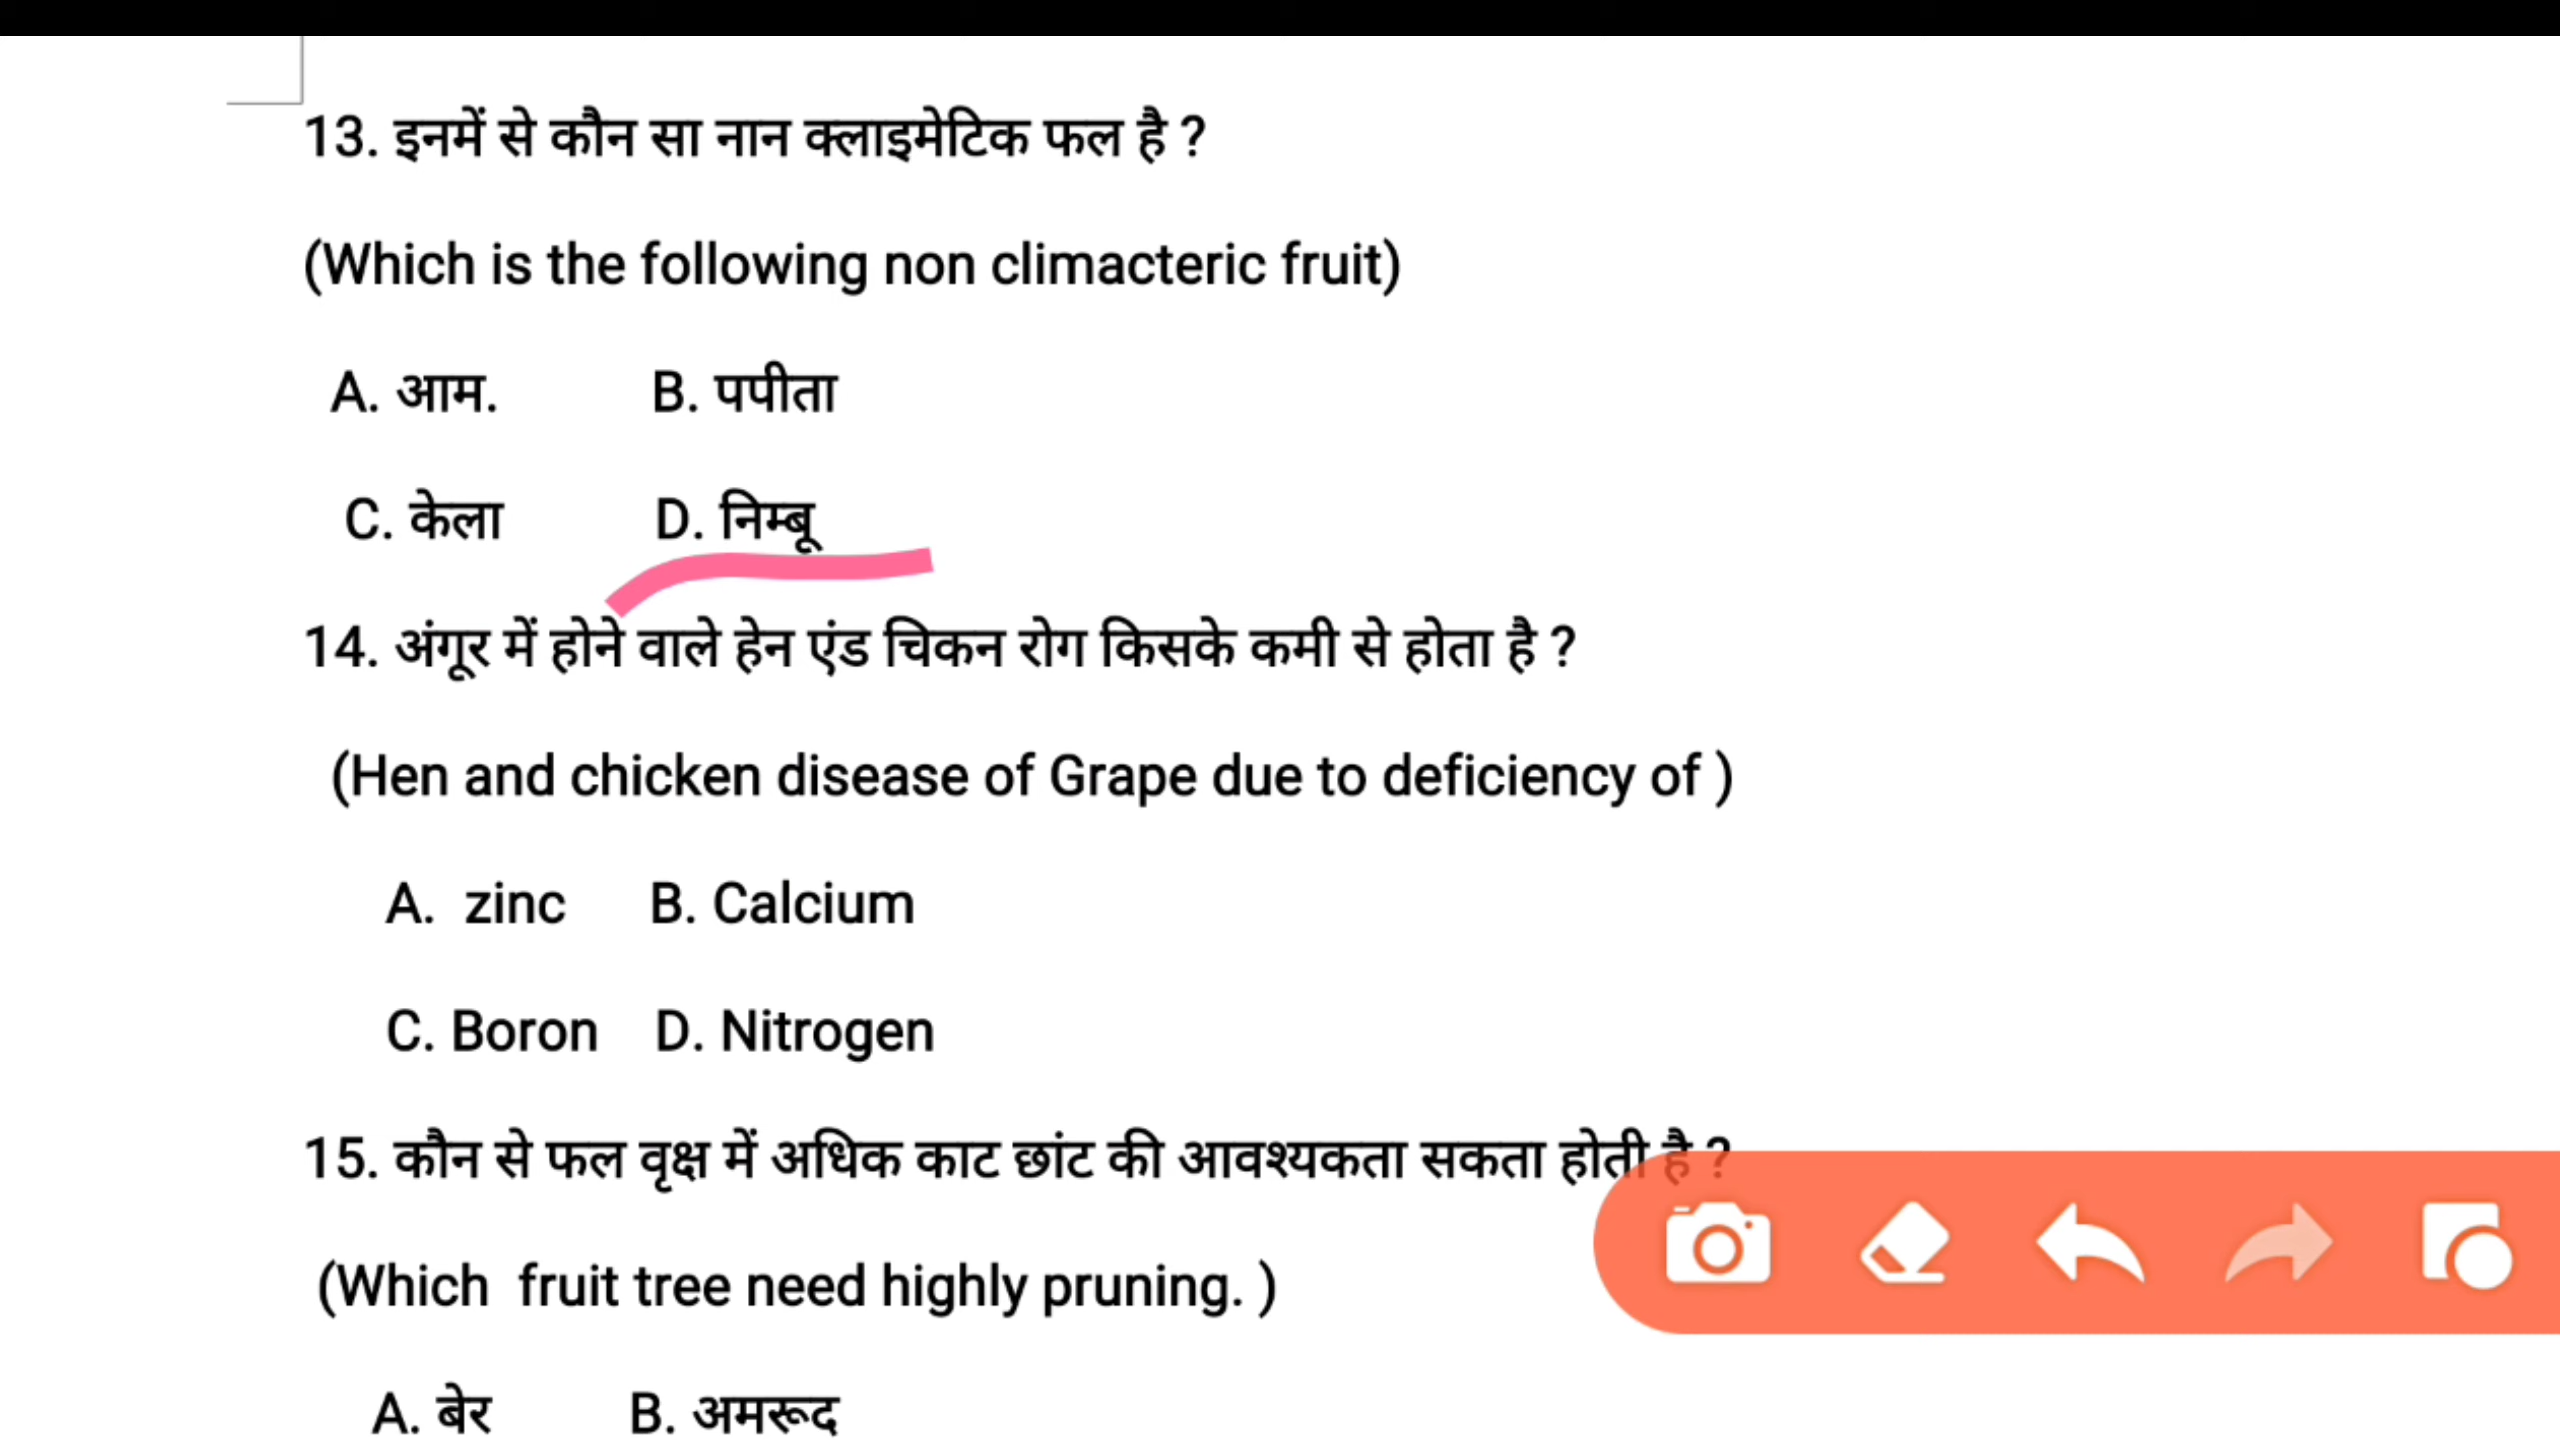 13. इनमें से कौन सा नान क्लाइमेटिक फल है ?
(Which is the following non climacteric fruit)
A. आम. B. पपीता
C. केला D. निम्बू
14. अंगूर में होने वाले हेन एंड चिकन रोग किसके कमी से होता है ?
(Hen and chicken disease of Grape due to deficiency of )
A. zinc B. Calcium
C. Boron D. Nitrogen
15. कौन से फल वृक्ष में अधिक काट छांट की आवश्यकता सकता होती है ?
(Which fruit tree need highly pruning. )
A. बेर B. अमरूद